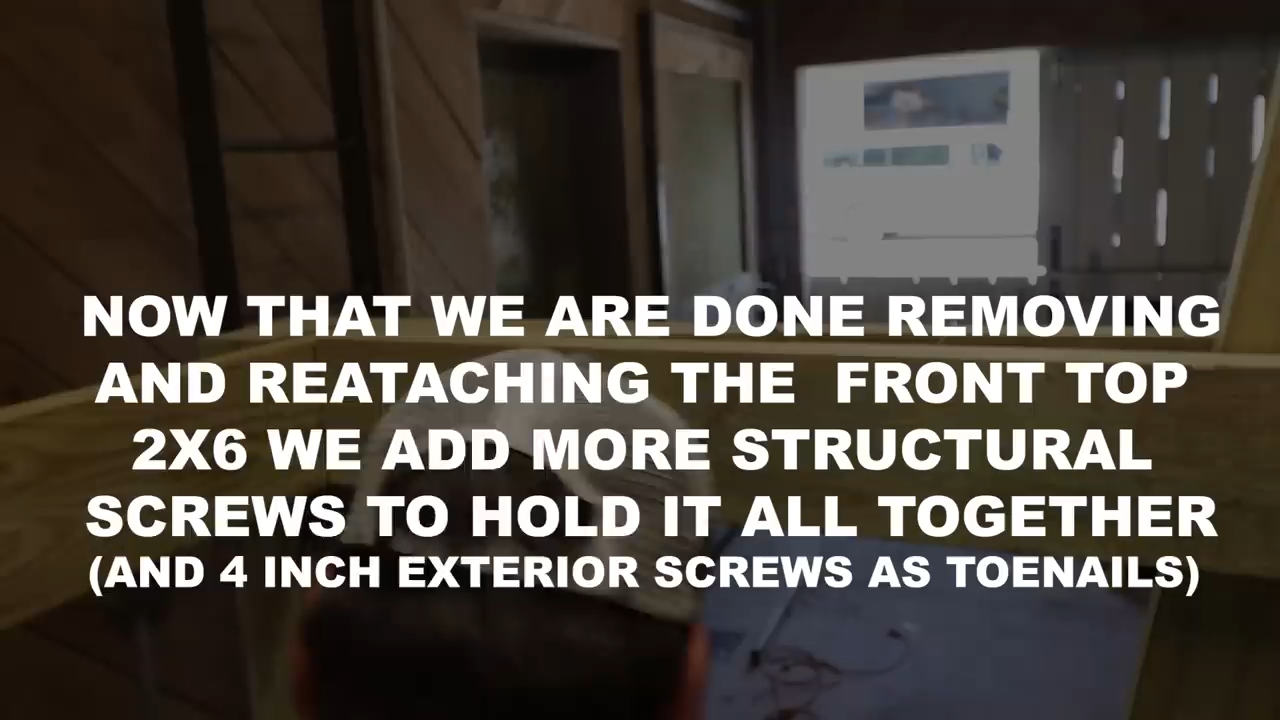 NOW THAT WE ARE DONE REMOVING
AND REATACHING THE FRONT TOP
2X6 WE ADD MORE STRUCTURAL
SCREWS TO HOLD IT ALL TOGETHER
(AND 4 INCH EXTERIOR SCREWS AS TOENAILS)